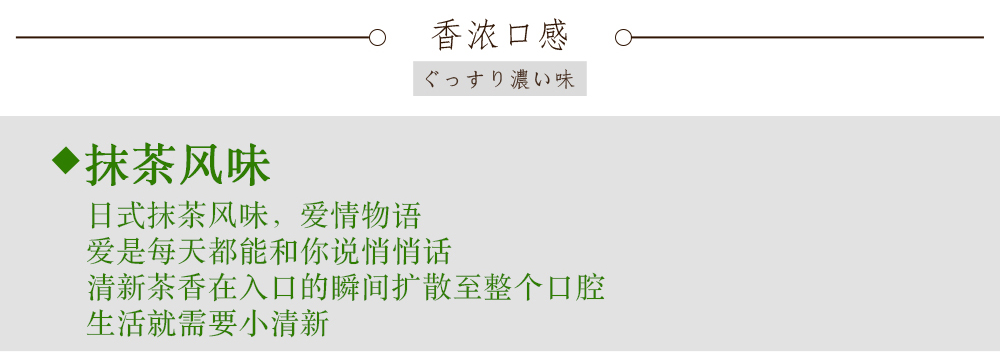 香浓口感
ぐっすり濃い味
◆抹茶风味
日式抹茶风味，爱情物语
爱是每天都能和你说悄悄话
清新茶香在入口的瞬间扩散至整个口腔
生活就需要小清新